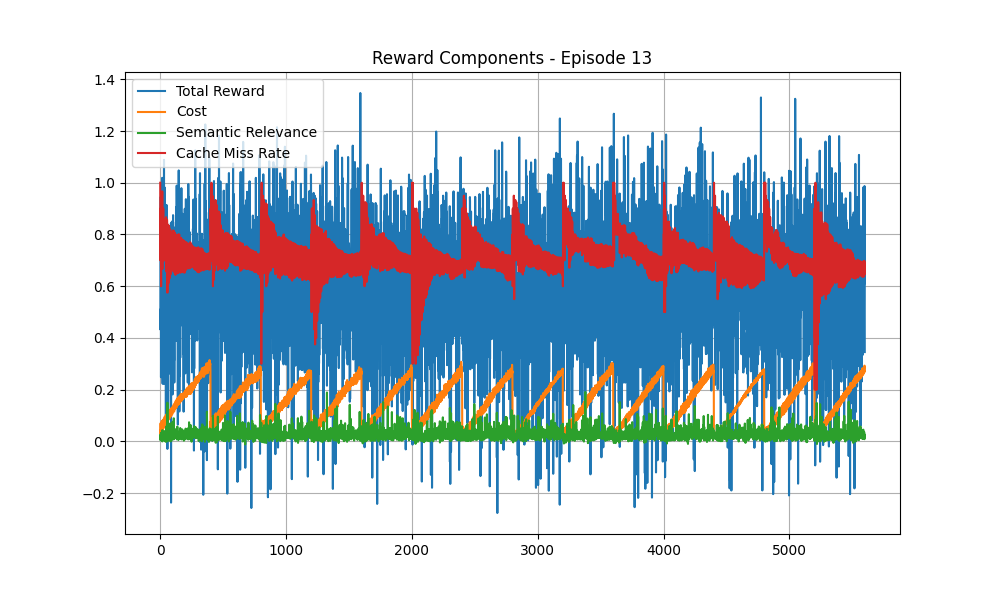 Reward Components - Episode 13
1.4
1.2
1.0
0.8
0.6
0.4
0.2
0.0
−0.2
Total Reward
Cost
Semantic Relevance
Cache Miss Rate
0 1000 2000 3000 4000 5000